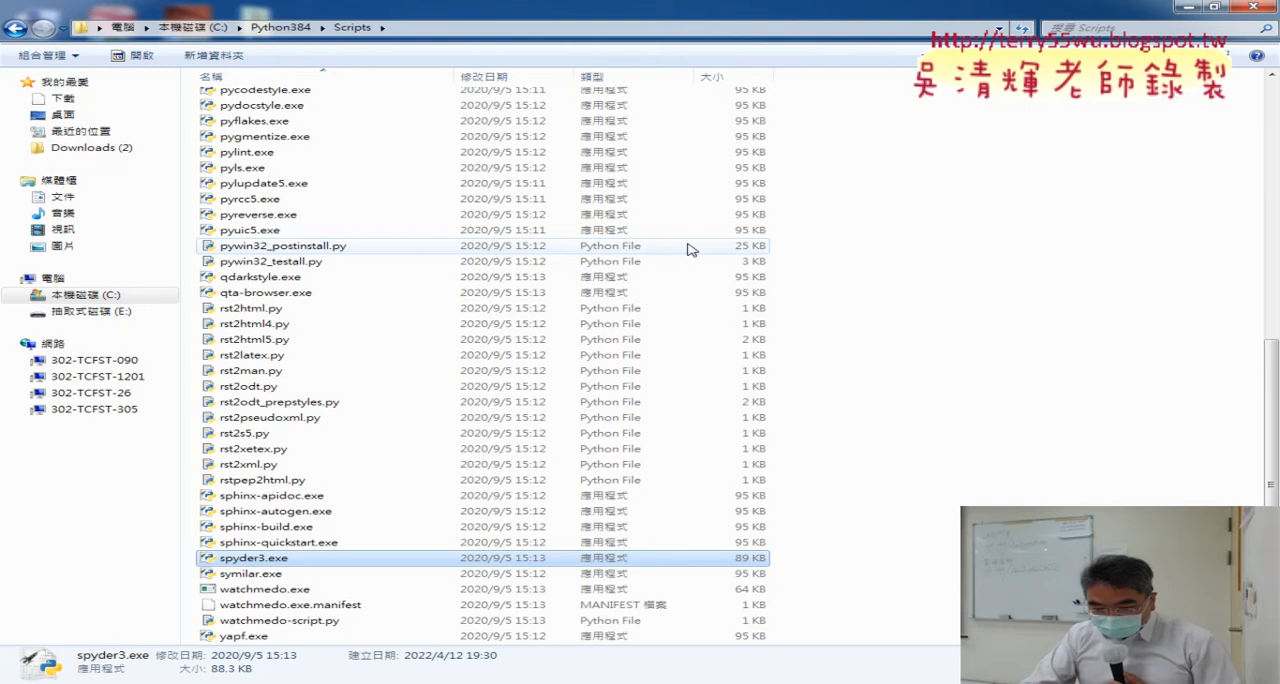 電腦 ▸ 本機磁碟 (C:) ▸ Python384 ▸ Scripts ▸
搜尋 Scripts
http://terry55wu.blogspot.tw
吳清輝老師錄製
組合管理 開啟 新增資料夾
名稱 修改日期 類型 大小
我的最愛
下載
桌面
最近的位置
Downloads (2)
媒體櫃
文件
音樂
視訊
圖片
電腦
本機磁碟 (C:)
抽取式磁碟 (E:)
網路
302-TCFST-090
302-TCFST-1201
302-TCFST-26
302-TCFST-305
pycodestyle.exe 2020/9/5 15:11 應用程式 95 KB
pydocstyle.exe 2020/9/5 15:12 應用程式 95 KB
pyflakes.exe 2020/9/5 15:11 應用程式 95 KB
pygmentize.exe 2020/9/5 15:12 應用程式 95 KB
pylint.exe 2020/9/5 15:12 應用程式 95 KB
pyls.exe 2020/9/5 15:12 應用程式 95 KB
pylupdate5.exe 2020/9/5 15:11 應用程式 95 KB
pyrcc5.exe 2020/9/5 15:11 應用程式 95 KB
pyreverse.exe 2020/9/5 15:12 應用程式 95 KB
pyuic5.exe 2020/9/5 15:11 應用程式 95 KB
pywin32_postinstall.py 2020/9/5 15:12 Python File 25 KB
pywin32_testall.py 2020/9/5 15:12 Python File 3 KB
qdarkstyle.exe 2020/9/5 15:13 應用程式 95 KB
qta-browser.exe 2020/9/5 15:13 應用程式 95 KB
rst2html.py 2020/9/5 15:12 Python File 1 KB
rst2html4.py 2020/9/5 15:12 Python File 1 KB
rst2html5.py 2020/9/5 15:12 Python File 2 KB
rst2latex.py 2020/9/5 15:12 Python File 1 KB
rst2man.py 2020/9/5 15:12 Python File 1 KB
rst2odt.py 2020/9/5 15:12 Python File 1 KB
rst2odt_prepstyles.py 2020/9/5 15:12 Python File 2 KB
rst2pseudoxml.py 2020/9/5 15:12 Python File 1 KB
rst2s5.py 2020/9/5 15:12 Python File 1 KB
rst2xetex.py 2020/9/5 15:12 Python File 1 KB
rst2xml.py 2020/9/5 15:12 Python File 1 KB
rstpep2html.py 2020/9/5 15:12 Python File 1 KB
sphinx-apidoc.exe 2020/9/5 15:12 應用程式 95 KB
sphinx-autogen.exe 2020/9/5 15:12 應用程式 95 KB
sphinx-build.exe 2020/9/5 15:12 應用程式 95 KB
sphinx-quickstart.exe 2020/9/5 15:12 應用程式 95 KB
spyder3.exe 2020/9/5 15:13 應用程式 89 KB
symilar.exe 2020/9/5 15:12 應用程式 95 KB
watchmedo.exe 2020/9/5 15:13 應用程式 64 KB
watchmedo.exe.manifest 2020/9/5 15:13 MANIFEST 檔案 1 KB
watchmedo-script.py 2020/9/5 15:13 Python File 1 KB
yapf.exe 2020/9/5 15:12 應用程式 95 KB
spyder3.exe 修改日期: 2020/9/5 15:13 建立日期: 2022/4/12 19:30
應用程式 大小: 88.3 KB